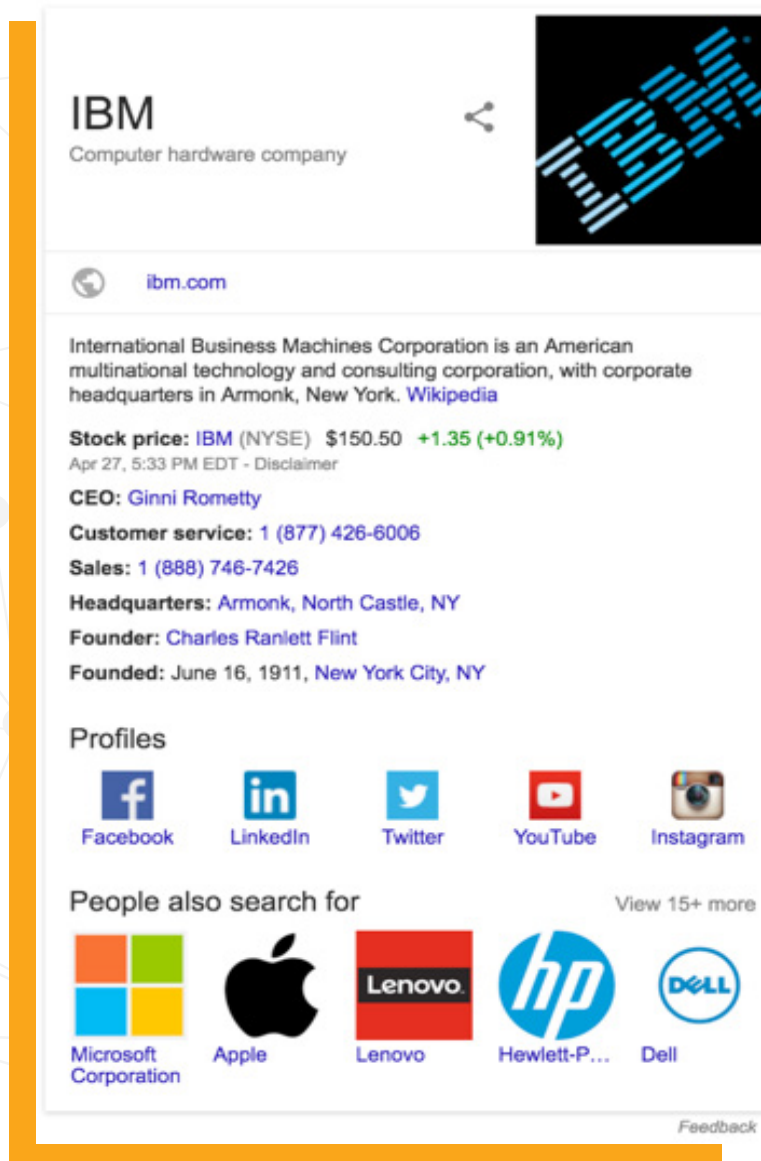 IBM
Computer hardware company
IBM
ibm.com
International Business Machines Corporation is an American
multinational technology and consulting corporation, with corporate
headquarters in Armonk, New York. Wikipedia
Stock price: IBM (NYSE) $150.50 +1.35 (+0.91%)
Apr 27, 5:33 PM EDT - Disclaimer
CEO: Ginni Rometty
Customer service: 1 (877) 426-6006
Sales: 1 (888) 746-7426
Headquarters: Armonk, North Castle, NY
Founder: Charles Ranlett Flint
Founded: June 16, 1911, New York City, NY
Profiles
f in
Facebook LinkedIn Twitter YouTube Instagram
People also search for View 15+ more
Lenovo. hp DELL
Microsoft Apple Lenovo Hewlett-P... Dell
Corporation
Feedback